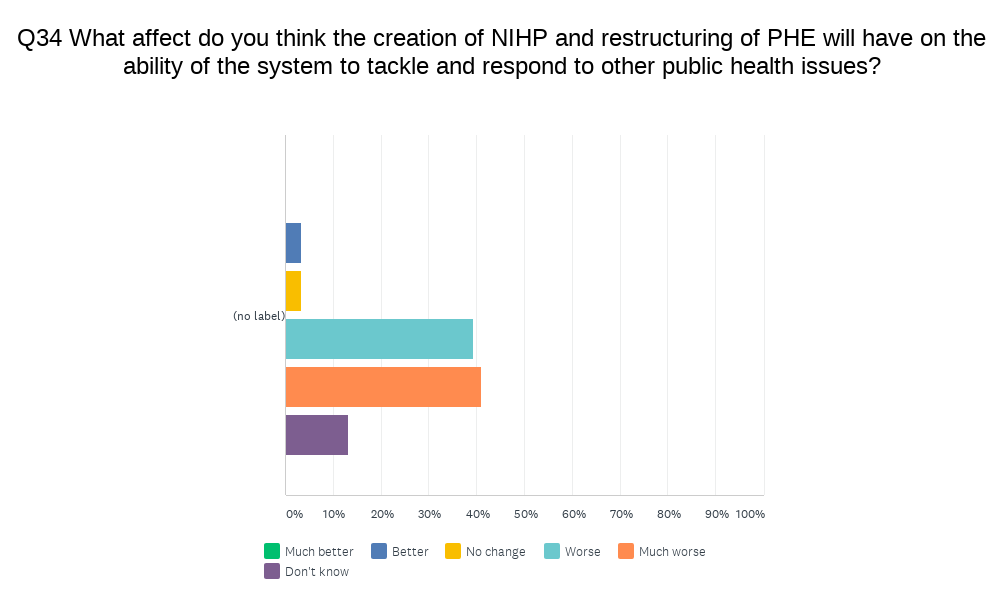 Q34 What affect do you think the creation of NIHP and restructuring of PHE will have on the
ability of the system to tackle and respond to other public health issues?
(no label)
0% 10% 20% 30% 40% 50% 60% 70% 80% 90% 100%
Much better Better No change Worse Much worse
Don't know